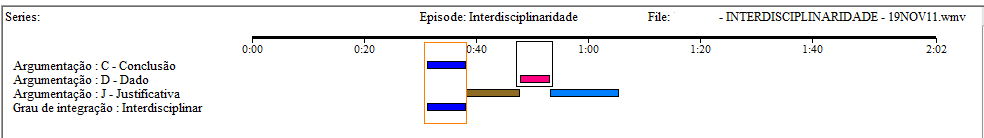 Series: Episode: Interdisciplinaridade File: - INTERDISCIPLINARIDADE - 19NOV11.wmv
0:00 0:20 0:40 1:00 1:20 1:40 2:02
Argumentação : C - Conclusão
Argumentação : D - Dado
Argumentação : J - Justificativa
Grau de integração : Interdisciplinar